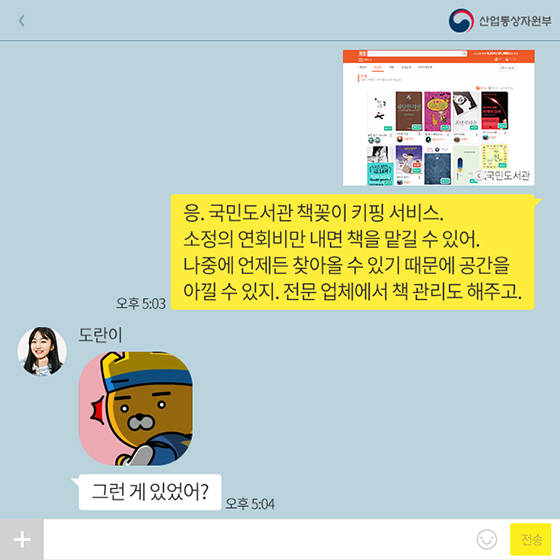 산업통상자원부
국민도서관
응. 국민도서관 책꽂이 키핑 서비스.
소정의 연회비만 내면 책을 맡길 수 있어.
나중에 언제든 찾아올 수 있기 때문에 공간을
아낄 수 있지. 전문 업체에서 책 관리도 해주고.
오후 5:03
도란이
그런 게 있었어?
오후 5:04
전송